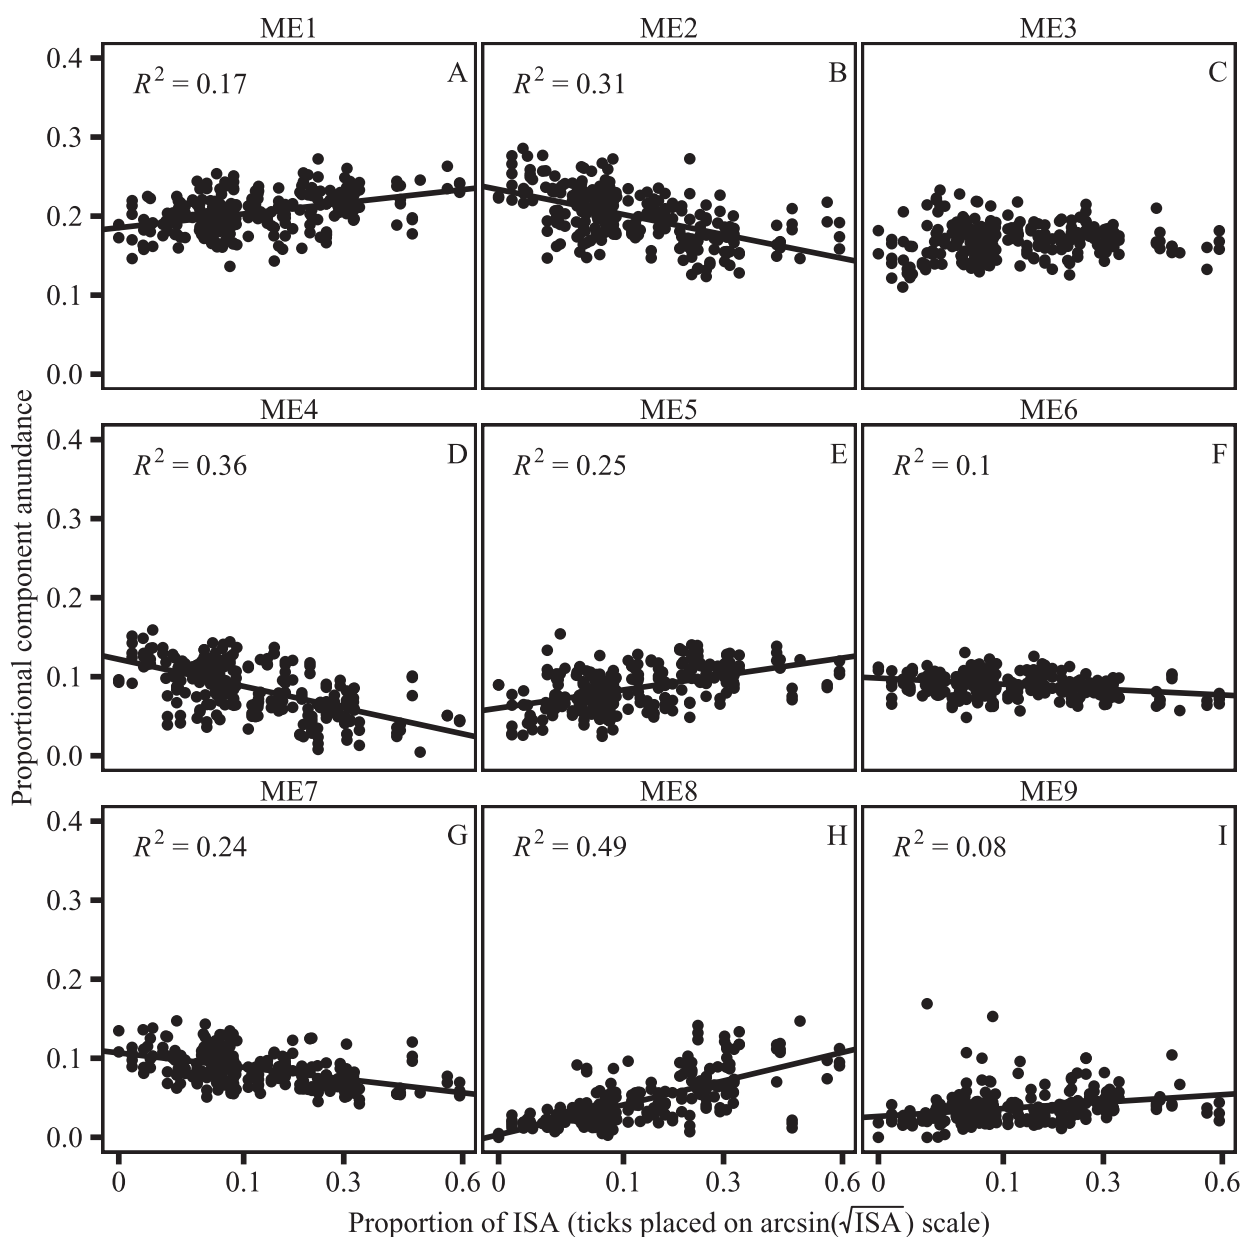 ME1 ME2 ME3
0.4
R² = 0.17 A
R² = 0.31 B
C
0.3
0.2
0.1
0.0
ME4 ME5 ME6
0.4
R² = 0.36 D
R² = 0.25 E
R² = 0.1 F
0.3
0.2
0.1
0.0
Proportional component anundance
ME7 ME8 ME9
0.4
R² = 0.24 G
R² = 0.49 H
R² = 0.08 I
0.3
0.2
0.1
0.0
0 0.1 0.3 0.6 0 0.1 0.3 0.6 0 0.1 0.3 0.6
Proportion of ISA (ticks placed on arcsin(√ISA) scale)